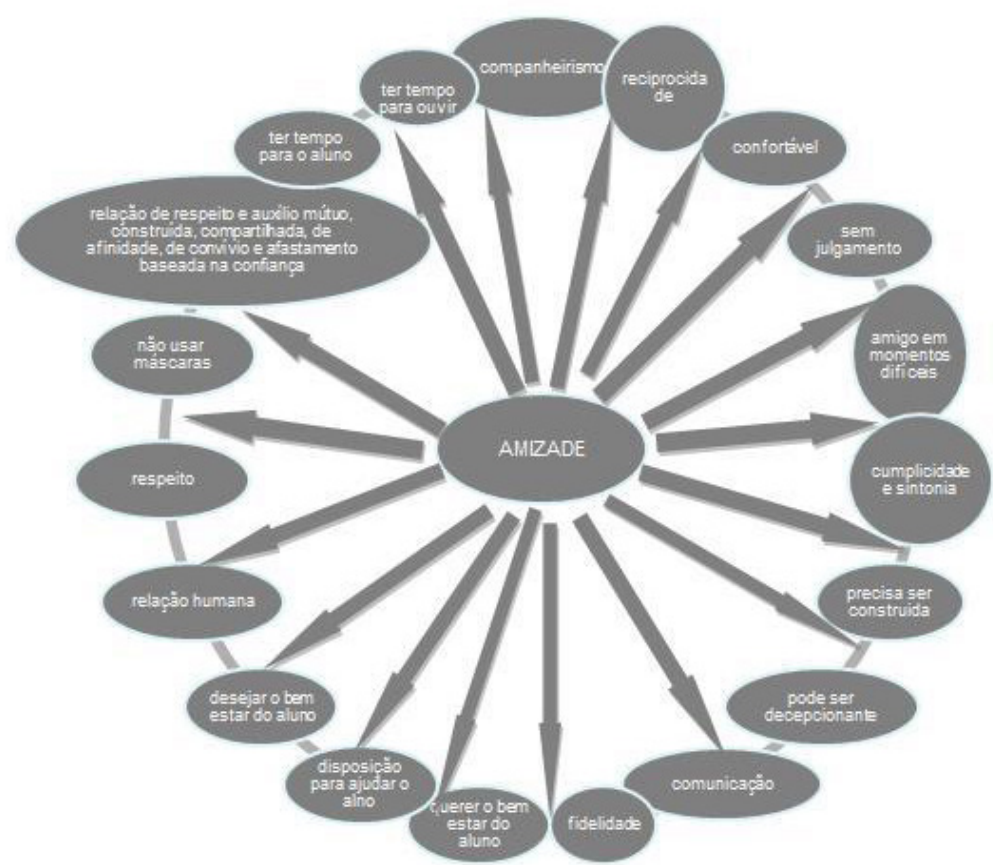 companheirismo
reciprocida
de
confortável
sem
julgamento
amigo em
momentos
difíceis
cumplicidade
e sintonia
precisa ser
construida
pode ser
decepcionante
comunicação
fidelidade
querer o bem
estar do
aluno
disposição
para ajudar o
alno
desejar o bem
estar do aluno
relação humana
respeito
não usar
máscaras
relação de respeito e auxílio mútuo,
construída, compartilhada, de
afinidade, de convívio e afastamento
baseada na confiança
ter tempo
para o aluno
ter tempo
para ouvir
AMIZADE